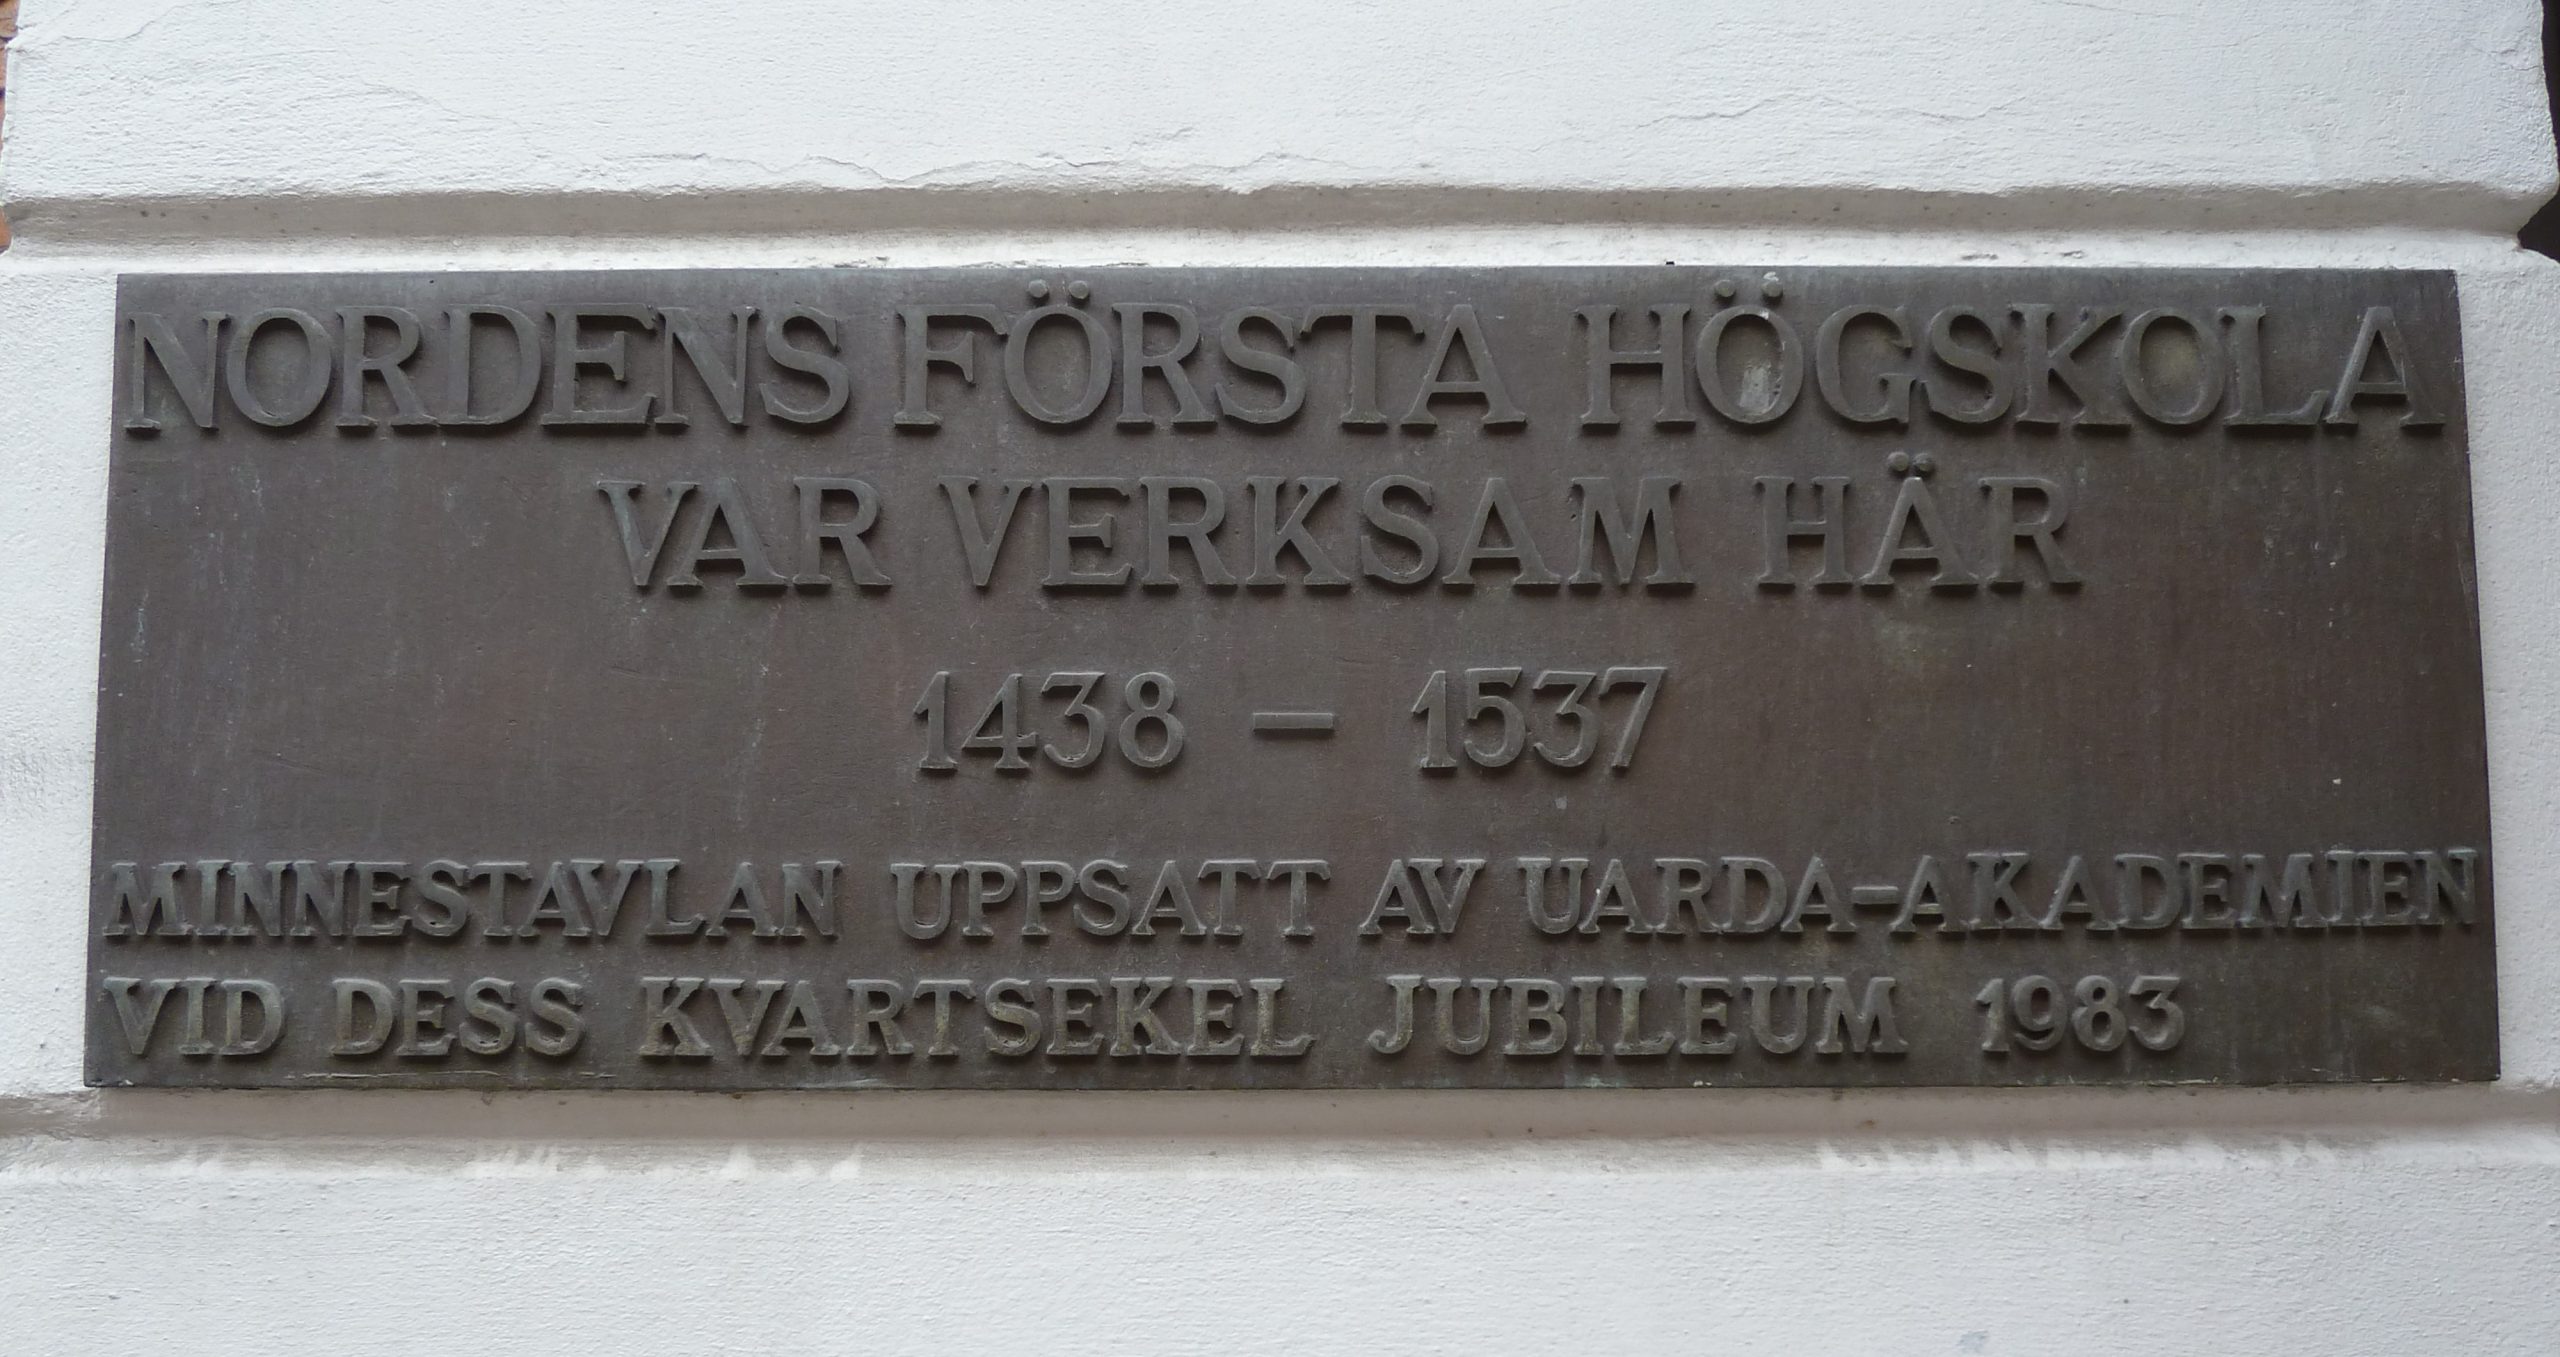 NORDENS FÖRSTA HÖGSKOLA
VAR VERKSAM HÄR
1438 – 1537
MINNESTAVLAN UPPSATT AV UARDA-AKADEMIEN
VID DESS KVARTSEKEL JUBILEUM 1983